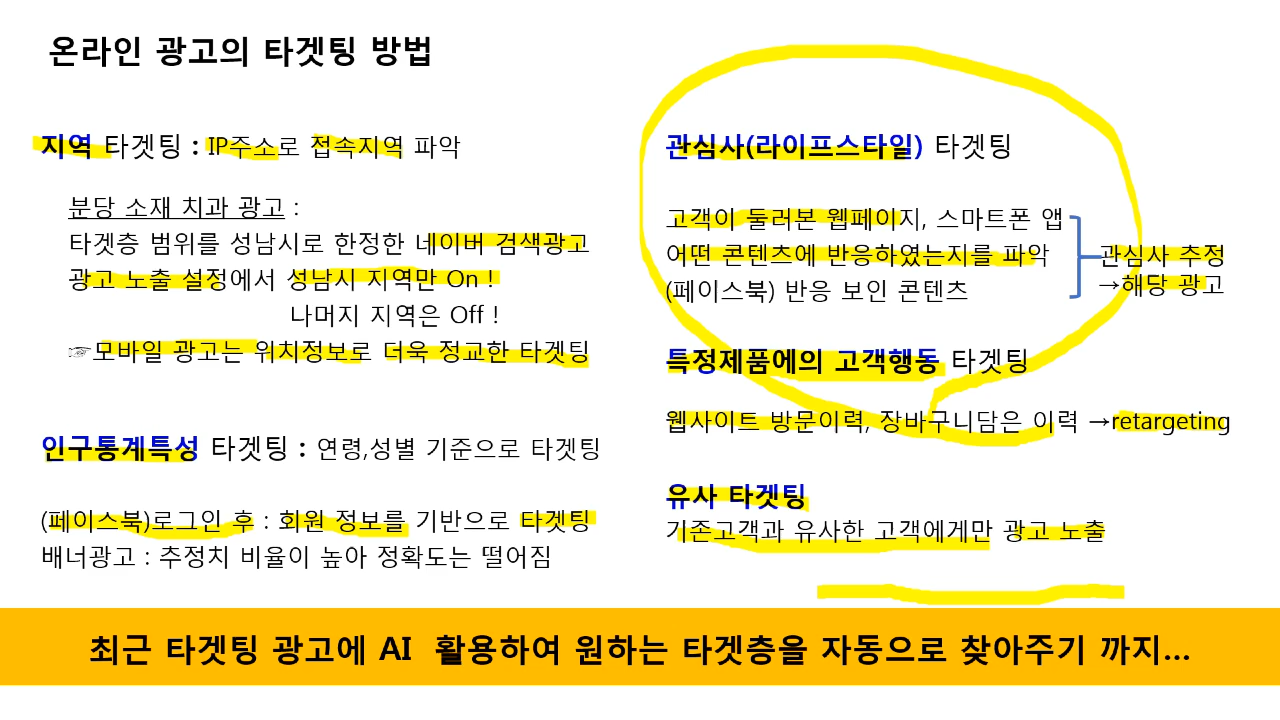 온라인 광고의 타겟팅 방법
지역 타겟팅 : IP주소로 접속지역 파악
분당 소재 치과 광고 :
타겟층 범위를 성남시로 한정한 네이버 검색광고
광고 노출 설정에서 성남시 지역만 On !
나머지 지역은 Off !
☞모바일 광고는 위치정보로 더욱 정교한 타겟팅
인구통계특성 타겟팅 : 연령,성별 기준으로 타겟팅
(페이스북)로그인 후 : 회원 정보를 기반으로 타겟팅
배너광고 : 추정치 비율이 높아 정확도는 떨어짐
관심사(라이프스타일) 타겟팅
고객이 둘러본 웹페이지, 스마트폰 앱
어떤 콘텐츠에 반응하였는지를 파악
(페이스북) 반응 보인 콘텐츠
관심사 추정
→해당 광고
특정제품에의 고객행동 타겟팅
웹사이트 방문이력, 장바구니담은 이력 →retargeting
유사 타겟팅
기존고객과 유사한 고객에게만 광고 노출
최근 타겟팅 광고에 AI 활용하여 원하는 타겟층을 자동으로 찾아주기 까지...